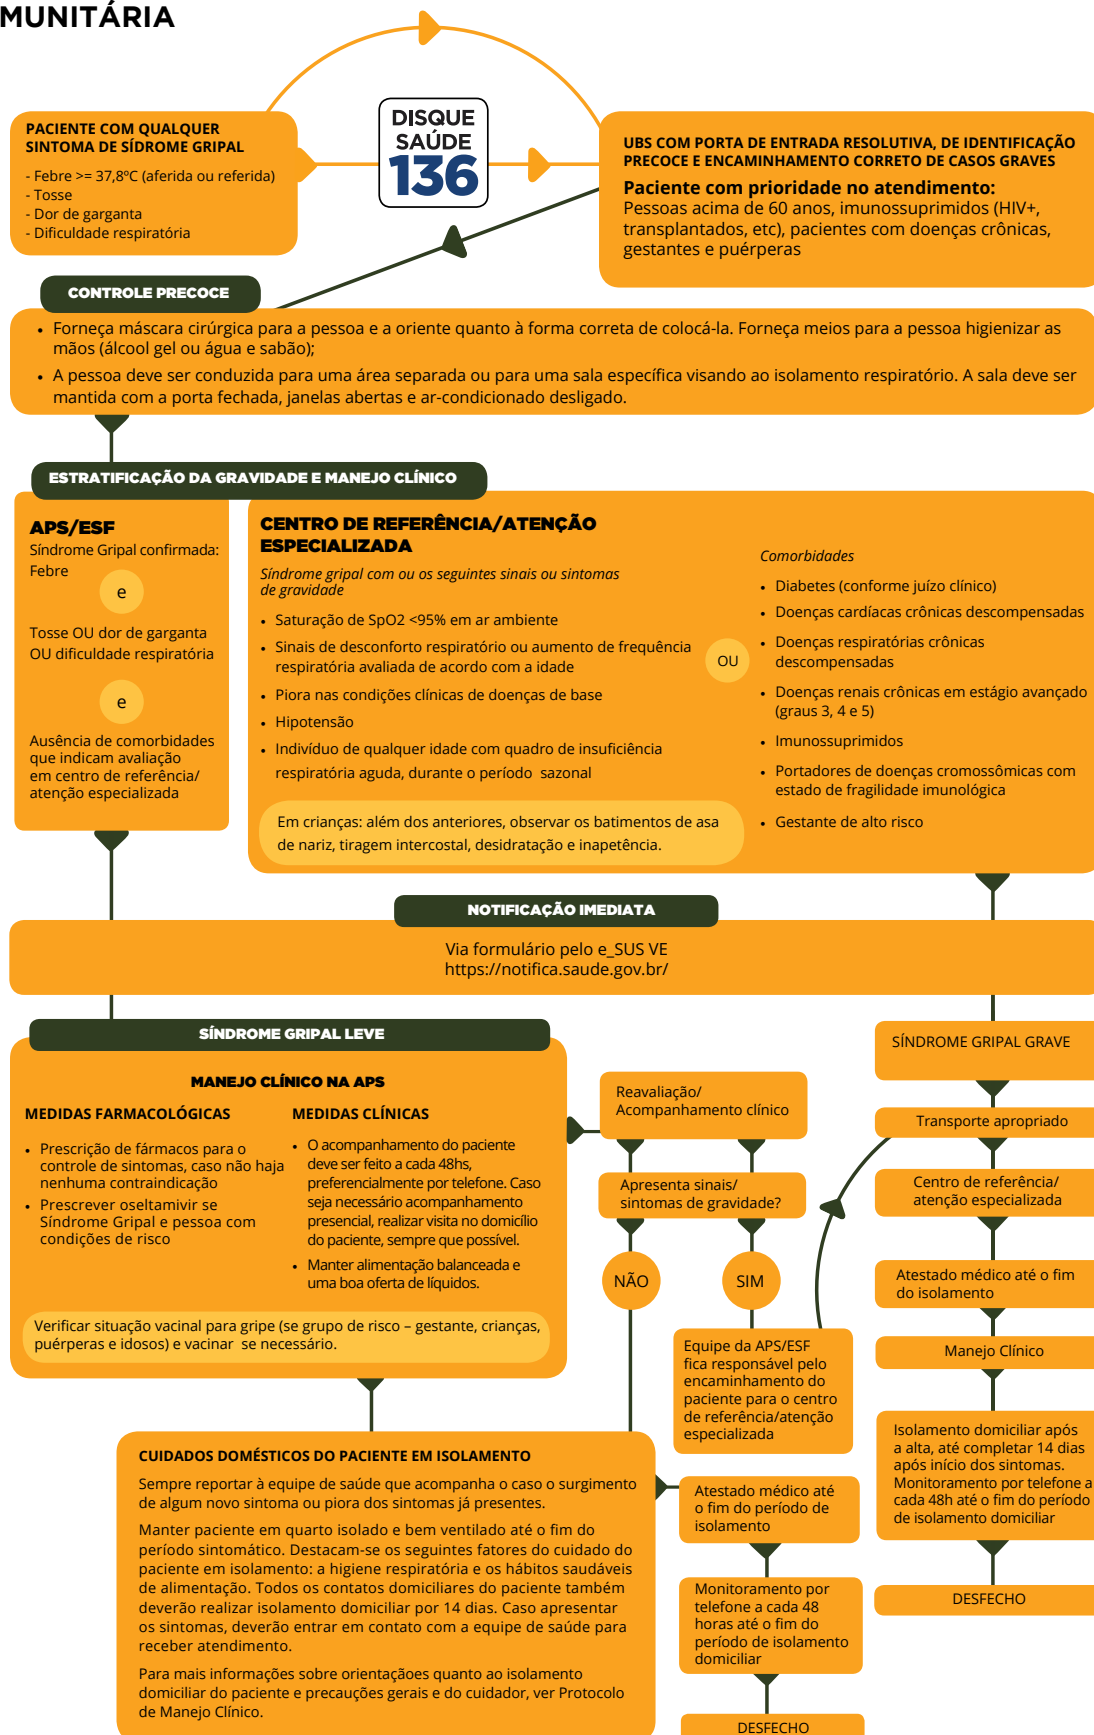 MUNITÁRIA
PACIENTE COM QUALQUER
SINTOMA DE SÍDROME GRIPAL
- Febre >= 37,8ºC (aferida ou referida)
- Tosse
- Dor de garganta
- Dificuldade respiratória
DISQUE
SAÚDE
136
UBS COM PORTA DE ENTRADA RESOLUTIVA, DE IDENTIFICAÇÃO
PRECOCE E ENCAMINHAMENTO CORRETO DE CASOS GRAVES
Paciente com prioridade no atendimento:
Pessoas acima de 60 anos, imunossuprimidos (HIV+,
transplantados, etc), pacientes com doenças crônicas,
gestantes e puérperas
CONTROLE PRECOCE
• Forneça máscara cirúrgica para a pessoa e a oriente quanto à forma correta de colocá-la. Forneça meios para a pessoa higienizar as
mãos (álcool gel ou água e sabão);
• A pessoa deve ser conduzida para uma área separada ou para uma sala específica visando ao isolamento respiratório. A sala deve ser
mantida com a porta fechada, janelas abertas e ar-condicionado desligado.
ESTRATIFICAÇÃO DA GRAVIDADE E MANEJO CLÍNICO
APS/ESF
Síndrome Gripal confirmada:
Febre
e
Tosse OU dor de garganta
OU dificuldade respiratória
e
Ausência de comorbidades
que indicam avaliação
em centro de referência/
atenção especializada
CENTRO DE REFERÊNCIA/ATENÇÃO
ESPECIALIZADA
Síndrome gripal com ou os seguintes sinais ou sintomas
de gravidade
• Saturação de SpO2 <95% em ar ambiente
• Sinais de desconforto respiratório ou aumento de frequência
respiratória avaliada de acordo com a idade
• Piora nas condições clínicas de doenças de base
• Hipotensão
• Indivíduo de qualquer idade com quadro de insuficiência
respiratória aguda, durante o período sazonal
Em crianças: além dos anteriores, observar os batimentos de asa
de nariz, tiragem intercostal, desidratação e inapetência.
OU
Comorbidades
• Diabetes (conforme juízo clínico)
• Doenças cardíacas crônicas descompensadas
• Doenças respiratórias crônicas
descompensadas
• Doenças renais crônicas em estágio avançado
(graus 3, 4 e 5)
• Imunossuprimidos
• Portadores de doenças cromossômicas com
estado de fragilidade imunológica
• Gestante de alto risco
NOTIFICAÇÃO IMEDIATA
Via formulário pelo e_SUS VE
https://notifica.saude.gov.br/
SÍNDROME GRIPAL LEVE
MANEJO CLÍNICO NA APS
MEDIDAS FARMACOLÓGICAS
• Prescrição de fármacos para o
controle de sintomas, caso não haja
nenhuma contraindicação
• Prescrever oseltamivir se
Síndrome Gripal e pessoa com
condições de risco
MEDIDAS CLÍNICAS
• O acompanhamento do paciente
deve ser feito a cada 48hs,
preferencialmente por telefone. Caso
seja necessário acompanhamento
presencial, realizar visita no domicílio
do paciente, sempre que possível.
• Manter alimentação balanceada e
uma boa oferta de líquidos.
Verificar situação vacinal para gripe (se grupo de risco – gestante, crianças,
puérperas e idosos) e vacinar se necessário.
Reavaliação/
Acompanhamento clínico
Apresenta sinais/
sintomas de gravidade?
NÃO
SIM
Equipe da APS/ESF
fica responsável pelo
encaminhamento do
paciente para o centro
de referência/atenção
especializada
SÍNDROME GRIPAL GRAVE
Transporte apropriado
Centro de referência/
atenção especializada
Atestado médico até o fim
do isolamento
Manejo Clínico
Isolamento domiciliar após
a alta, até completar 14 dias
após início dos sintomas.
Monitoramento por telefone a
cada 48h até o fim do período
de isolamento domiciliar
DESFECHO
CUIDADOS DOMÉSTICOS DO PACIENTE EM ISOLAMENTO
Sempre reportar à equipe de saúde que acompanha o caso o surgimento
de algum novo sintoma ou piora dos sintomas já presentes.
Manter paciente em quarto isolado e bem ventilado até o fim do
período sintomático. Destacam-se os seguintes fatores do cuidado do
paciente em isolamento: a higiene respiratória e os hábitos saudáveis
de alimentação. Todos os contatos domiciliares do paciente também
deverão realizar isolamento domiciliar por 14 dias. Caso apresentar
os sintomas, deverão entrar em contato com a equipe de saúde para
receber atendimento.
Para mais informações sobre orientaçãoes quanto ao isolamento
domiciliar do paciente e precauções gerais e do cuidador, ver Protocolo
de Manejo Clínico.
Atestado médico até
o fim do período de
isolamento
Monitoramento por
telefone a cada 48
horas até o fim do
período de isolamento
domiciliar
DESFECHO